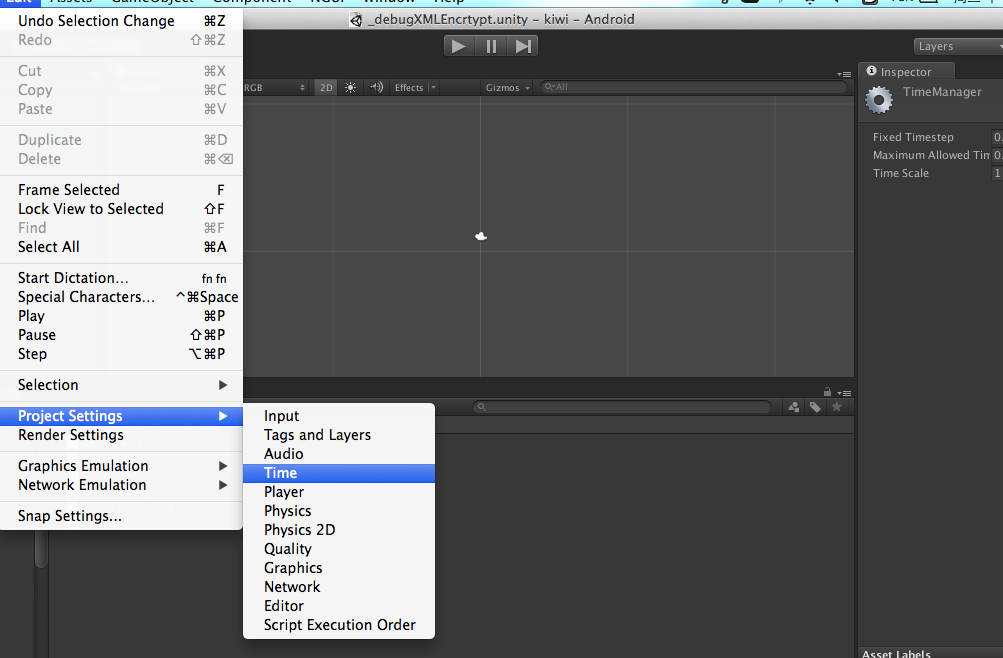 Edit Assets GameObject Component NGUI Window Help
_debugXMLEncrtypt.unity – kiwi – Android
Undo Selection Change ⌘Z
Redo ⇧⌘Z
Cut ⌘X
Copy ⌘C
Paste ⌘V
Duplicate ⌘D
Delete ⌘⌫
Frame Selected F
Lock View to Selected ⇧F
Find ⌘F
Select All ⌘A
Start Dictation... fn fn
Special Characters... ^⌘Space
Play ⌘P
Pause ⇧⌘P
Step ⌥⌘P
Selection
Project Settings
Render Settings
Graphics Emulation
Network Emulation
Snap Settings...
Input
Tags and Layers
Audio
Time
Player
Physics
Physics 2D
Quality
Graphics
Network
Editor
Script Execution Order
RGB 2D Effects Gizmos All
Layers
Inspector
TimeManager
Fixed Timestep 0.
Maximum Allowed Tim 0.
Time Scale 1
Asset Labels